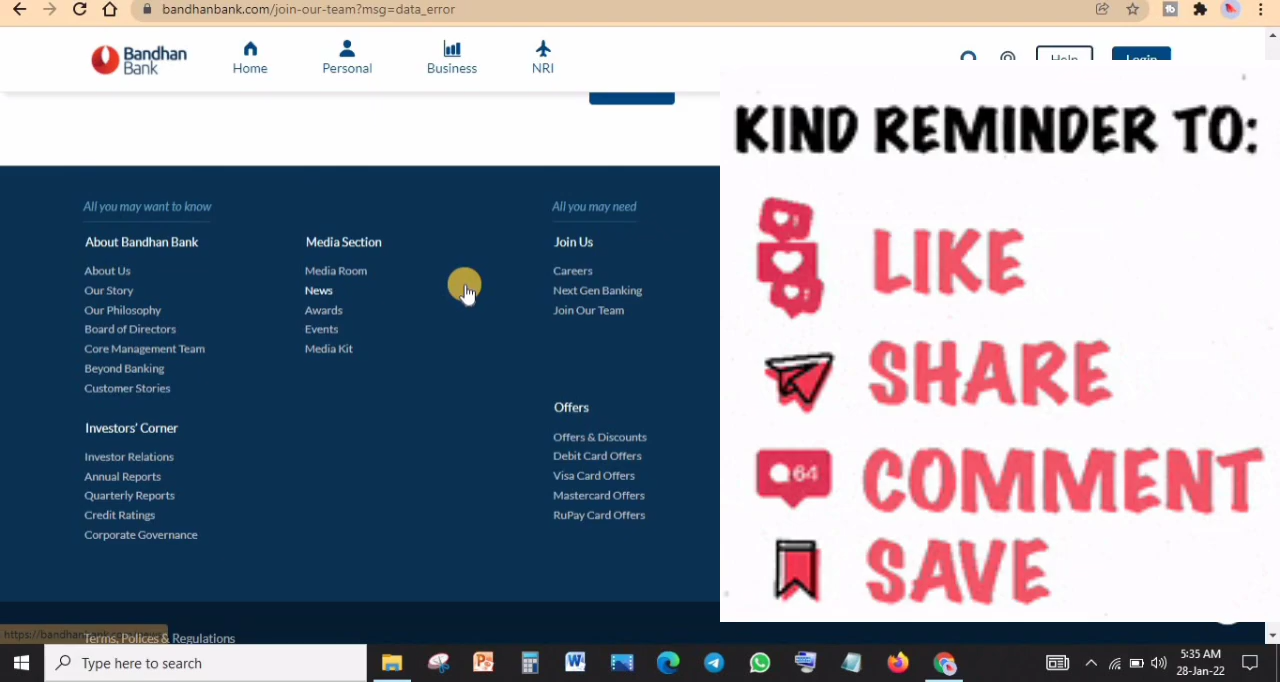 bandhanbank.com/join-our-team?msg=data_error
Bandhan
Bank
Home
Personal
Business
NRI
Help
Login
KIND REMINDER TO:
LIKE
SHARE
64
COMMENT
SAVE
All you may want to know
About Bandhan Bank
About Us
Our Story
Our Philosophy
Board of Directors
Core Management Team
Beyond Banking
Customer Stories
Investors' Corner
Investor Relations
Annual Reports
Quarterly Reports
Credit Ratings
Corporate Governance
Media Section
Media Room
News
Awards
Events
Media Kit
All you may need
Join Us
Careers
Next Gen Banking
Join Our Team
Offers
Offers & Discounts
Debit Card Offers
Visa Card Offers
Mastercard Offers
RuPay Card Offers
Terms, Polices & Regulations
Type here to search
5:35 AM
28-Jan-22